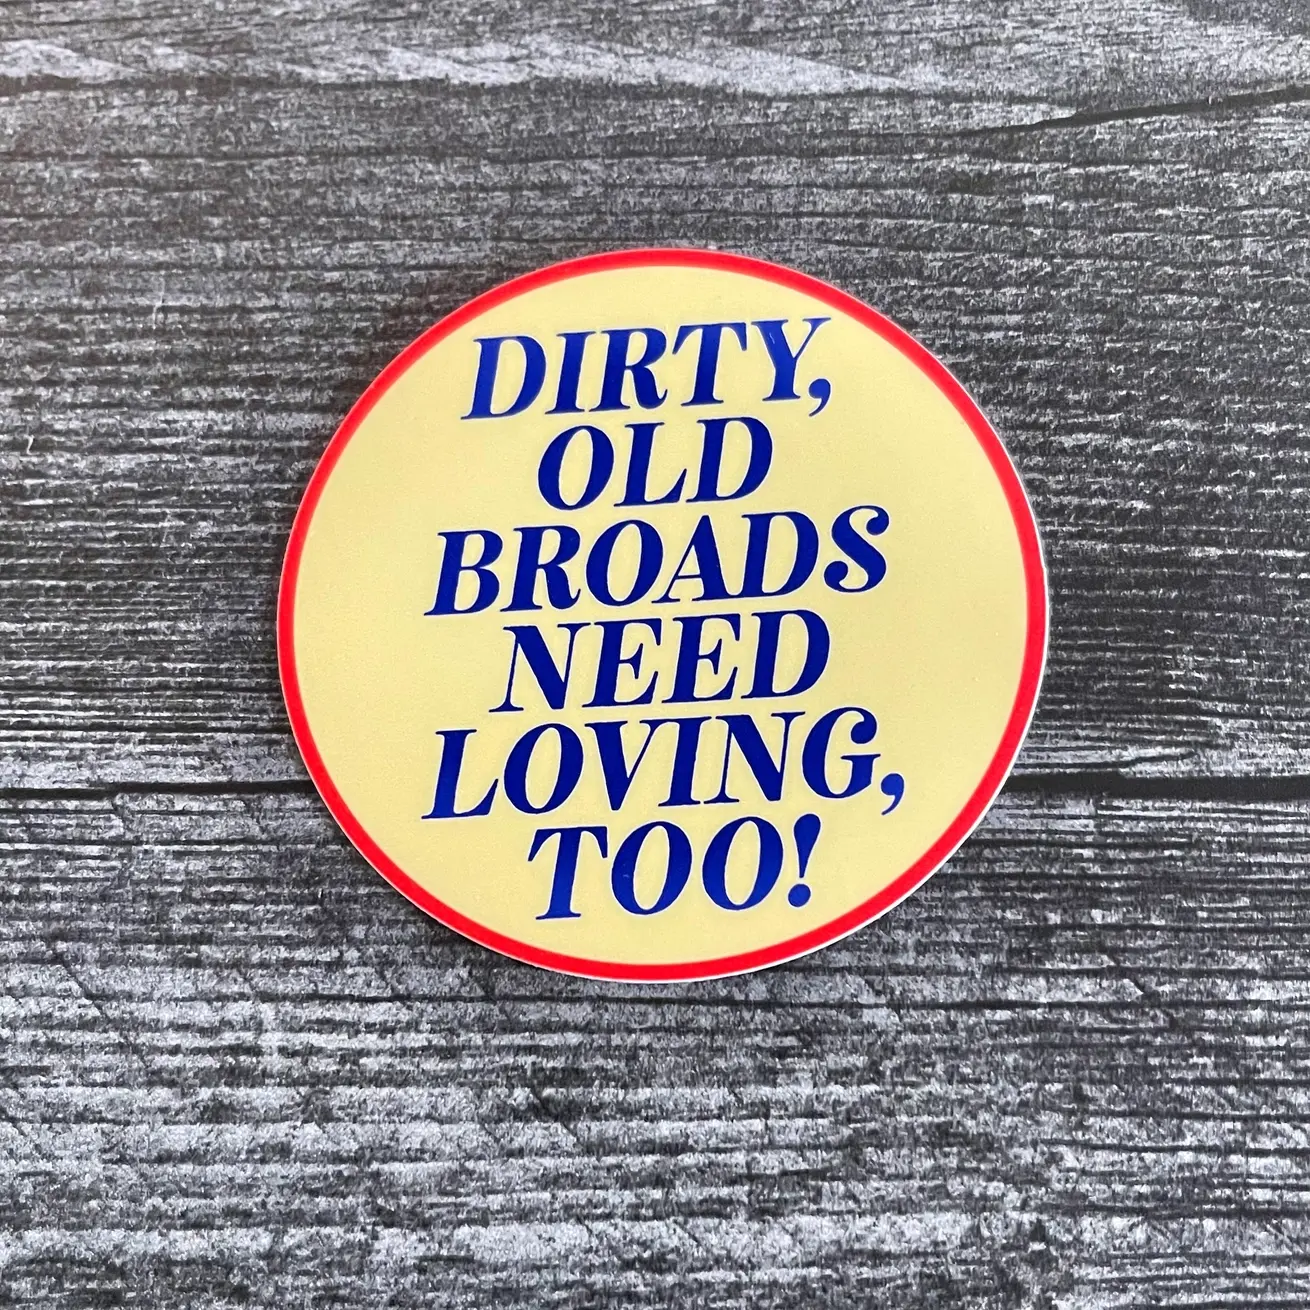 DIRTY,
OLD
BROADS
NEED
LOVING,
TOO!